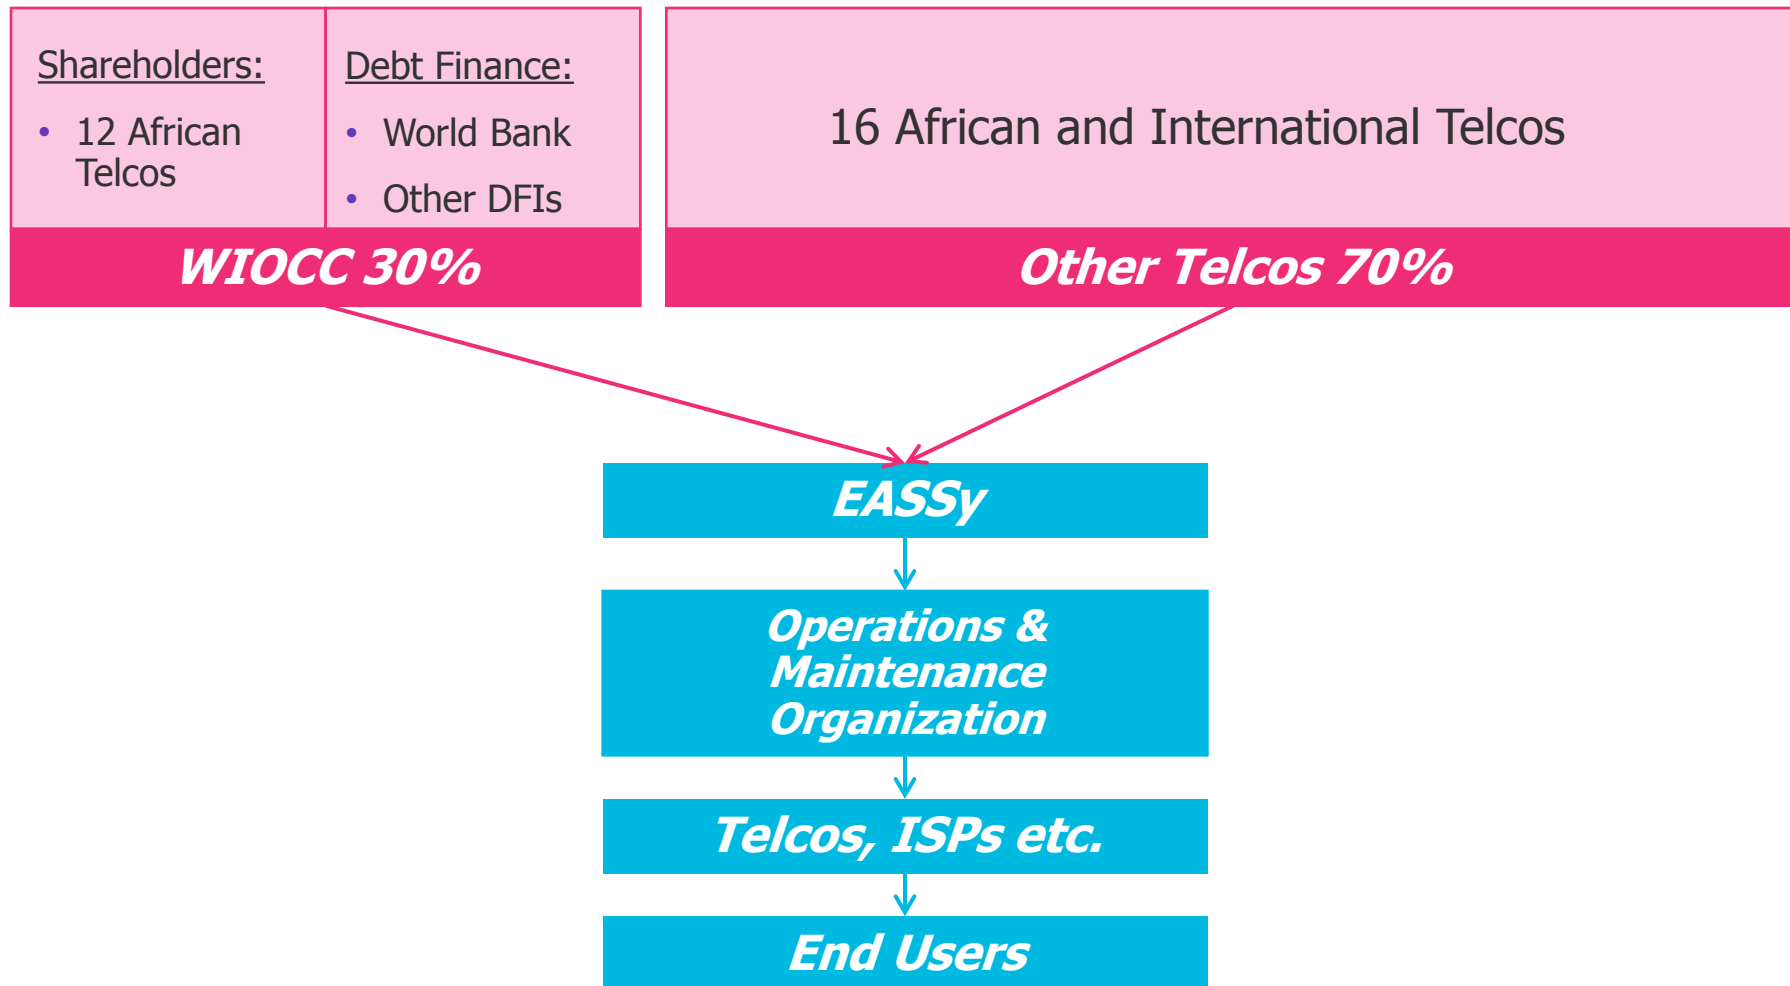 Shareholders:
• 12 African
Telcos
Debt Finance:
• World Bank
• Other DFIs
WIOCC 30%
16 African and International Telcos
Other Telcos 70%
EASSy
Operations &
Maintenance
Organization
Telcos, ISPs etc.
End Users